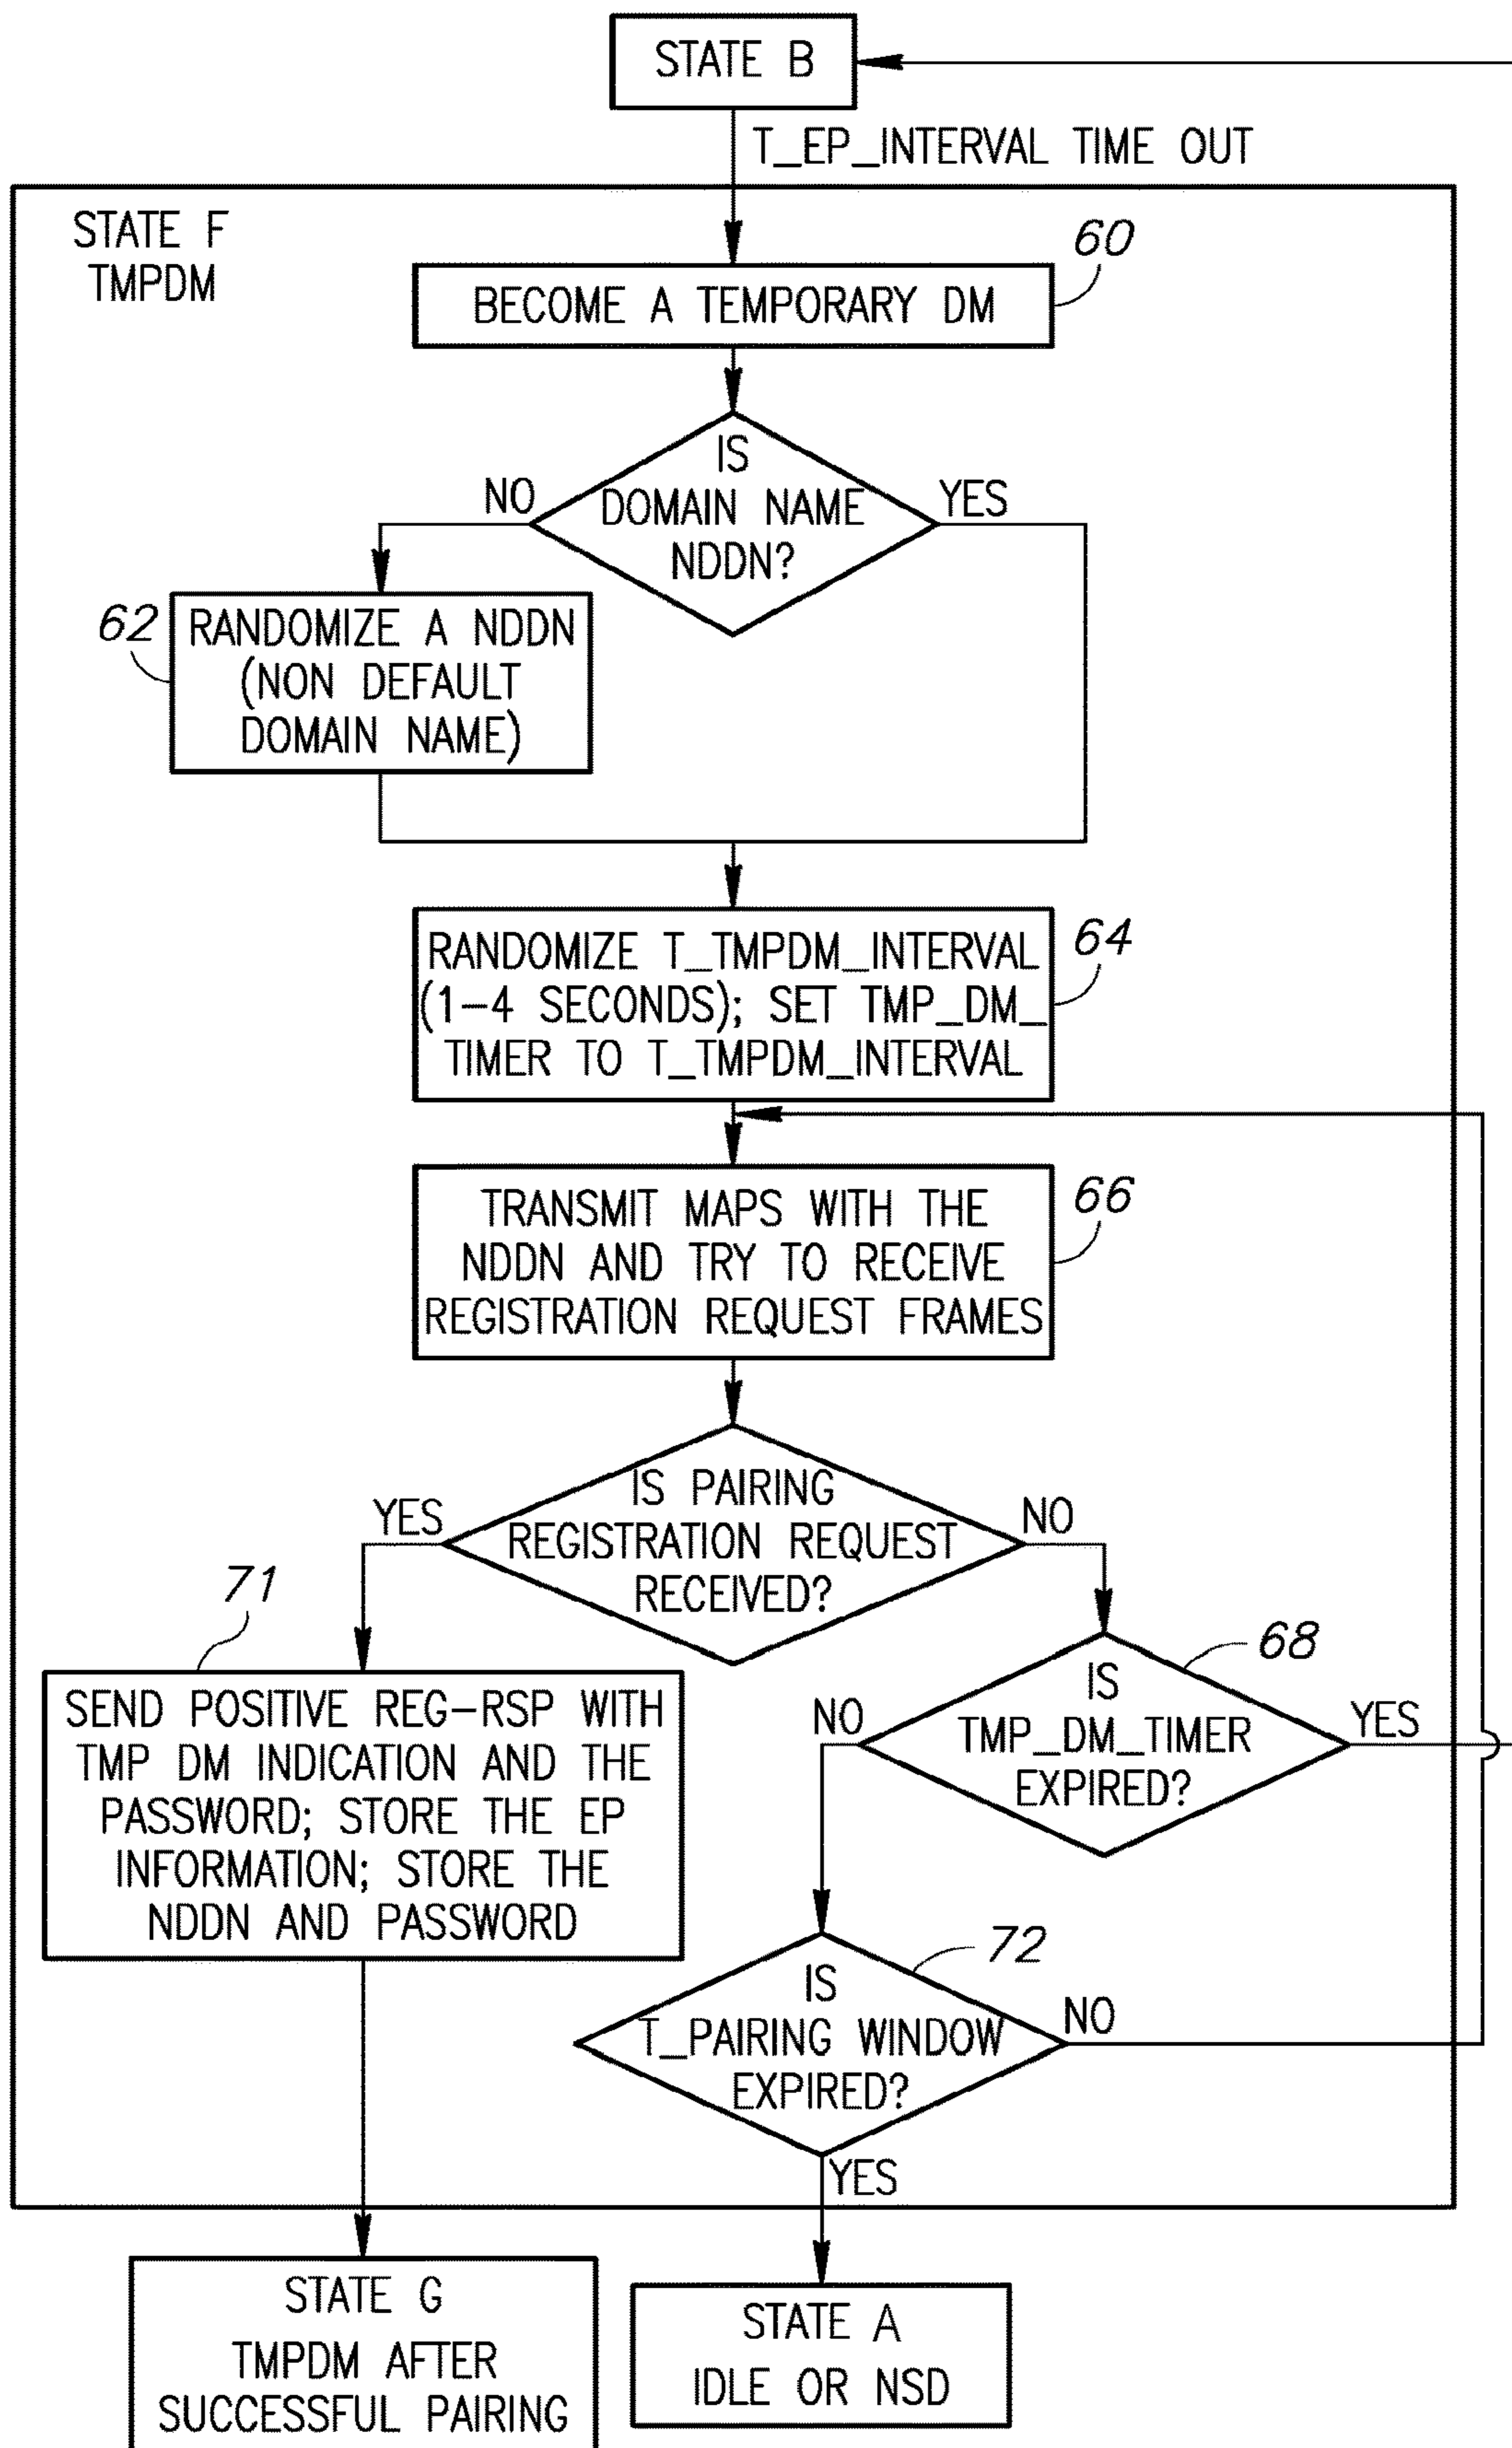 STATE B
T_EP_INTERVAL TIME OUT
STATE F
TMPDM
60
BECOME A TEMPORARY DM
IS
DOMAIN NAME
NDDN?
NO
YES
62
RANDOMIZE A NDDN
(NON DEFAULT
DOMAIN NAME)
64
RANDOMIZE T_TMPDM_INTERVAL
(1-4 SECONDS); SET TMP_DM_
TIMER TO T_TMPDM_INTERVAL
66
TRANSMIT MAPS WITH THE
NDDN AND TRY TO RECEIVE
REGISTRATION REQUEST FRAMES
IS PAIRING
REGISTRATION REQUEST
RECEIVED?
YES
NO
71
SEND POSITIVE REG-RSP WITH
TMP DM INDICATION AND THE
PASSWORD; STORE THE EP
INFORMATION; STORE THE
NDDN AND PASSWORD
68
IS
TMP_DM_TIMER
EXPIRED?
NO
YES
72
IS
T_PAIRING WINDOW
EXPIRED?
NO
YES
STATE G
TMPDM AFTER
SUCCESSFUL PAIRING
STATE A
IDLE OR NSD